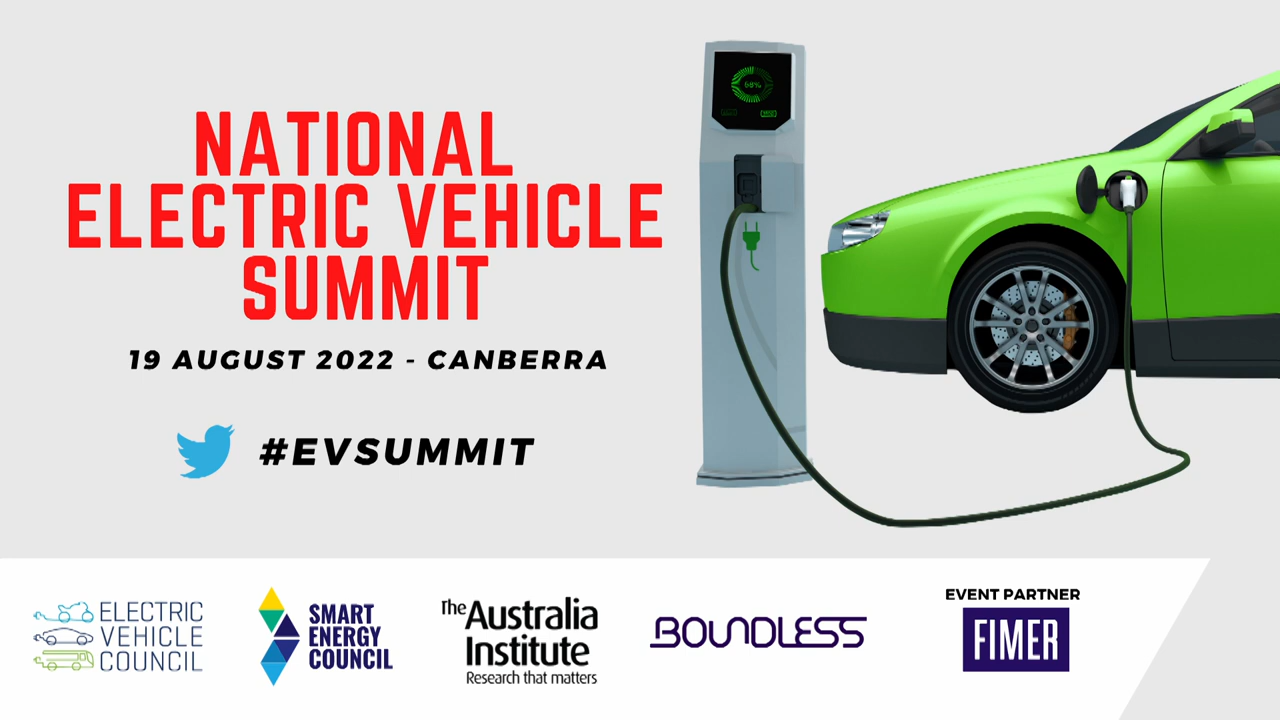 NATIONAL
ELECTRIC VEHICLE
SUMMIT
19 AUGUST 2022 - CANBERRA
#EVSUMMIT
68%
ELECTRIC
VEHICLE
COUNCIL
SMART
ENERGY
COUNCIL
The Australia
Institute
Research that matters
BOUNDLESS
EVENT PARTNER
FIMER